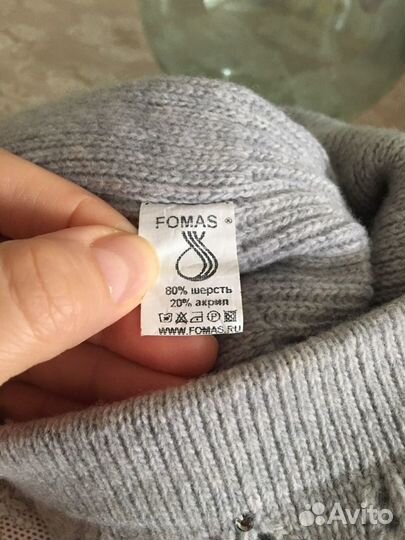 FOMAS ®
80% шерсть
20% акрил
WWW.FOMAS.RU
Avito